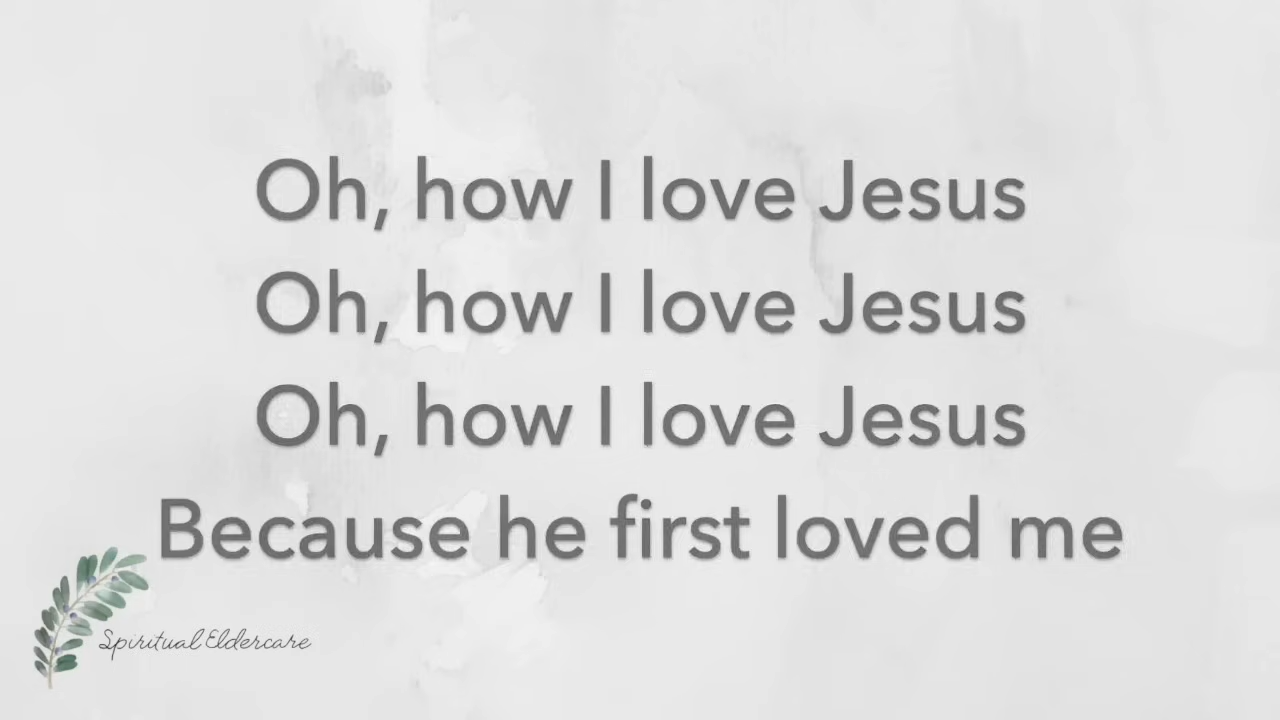 Oh, how I love Jesus
Oh, how I love Jesus
Oh, how I love Jesus
Because he first loved me
Spiritual Eldercare